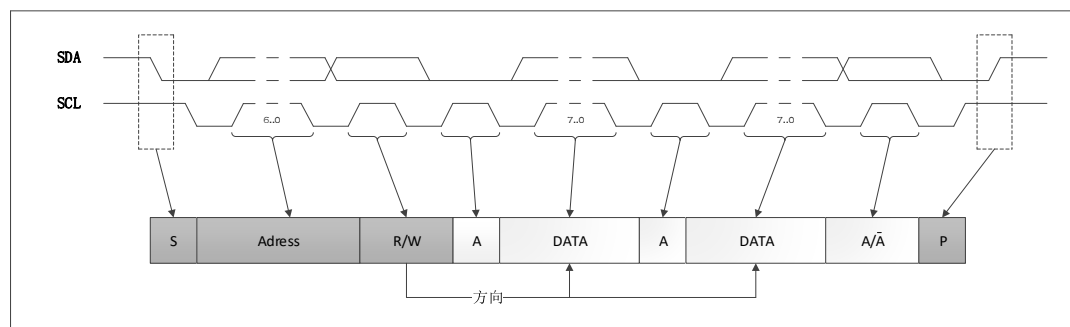 SDA
SCL
6..0
7..0
7..0
S Adress R/W A DATA A DATA A/Ā P
方向